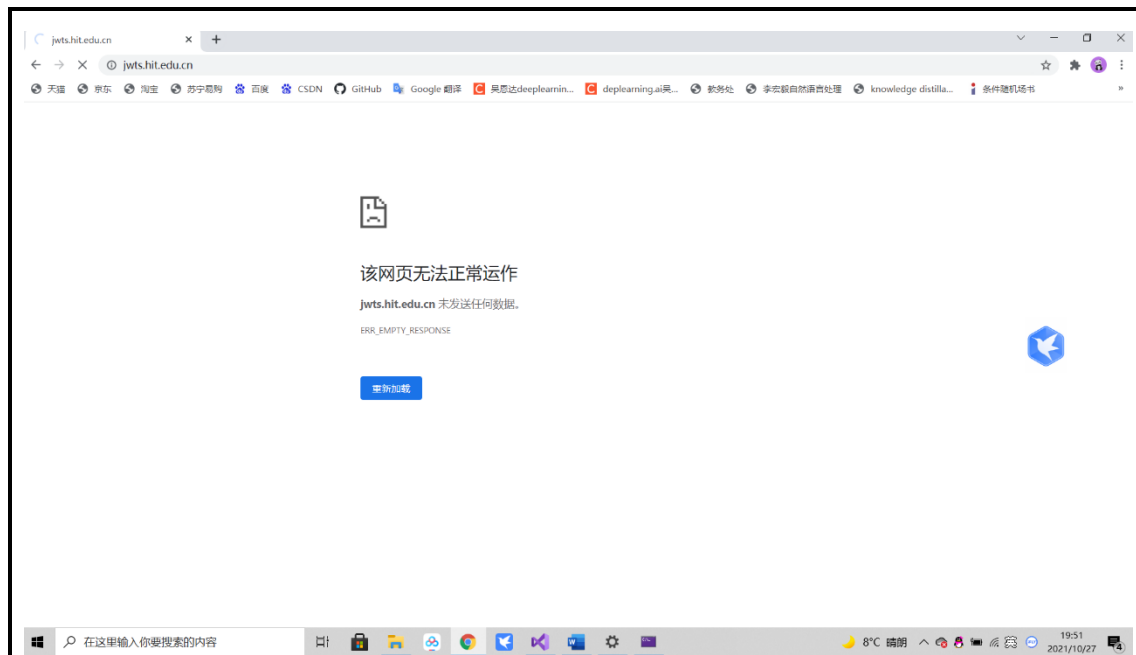 jwts.hit.edu.cn
jwts.hit.edu.cn
天猫 京东 淘宝 苏宁易购 百度 CSDN GitHub Google 翻译 吴恩达deeplearnin... deplearning.ai吴... 教务处 李宏毅自然语言处理 knowledge distilla... 条件随机场书 »
该网页无法正常运作
jwts.hit.edu.cn 未发送任何数据。
ERR_EMPTY_RESPONSE
重新加载
在这里输入你要搜索的内容
8°C 晴朗
19:51
2021/10/27
4